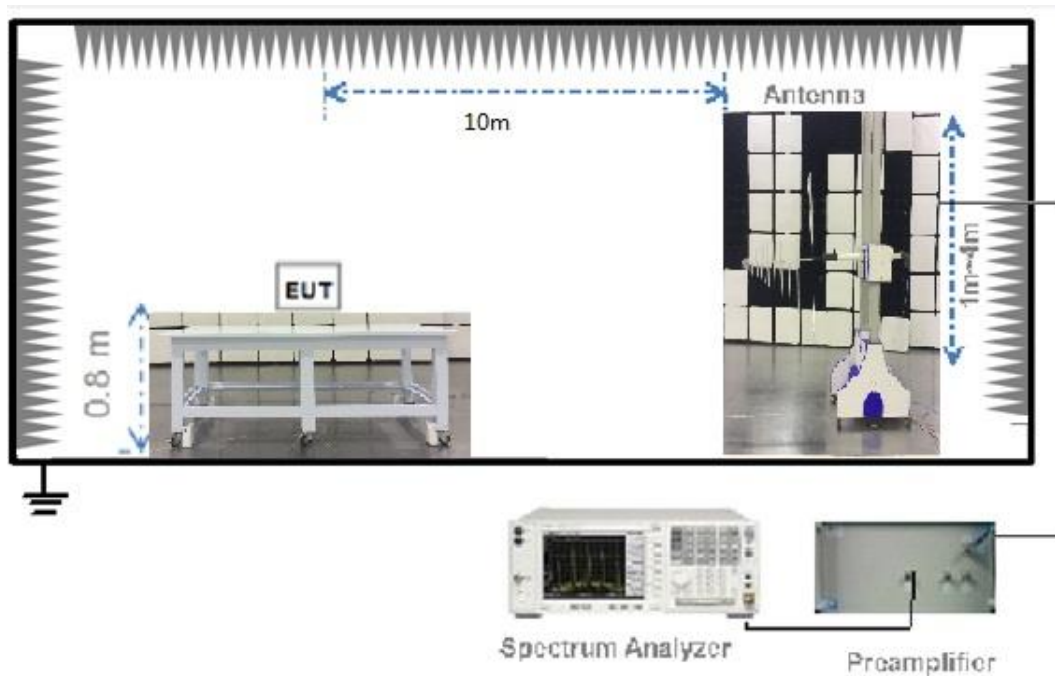 Antenna
10m
1m~4m
EUT
0.8 m
Spectrum Analyzer
Preamplifier